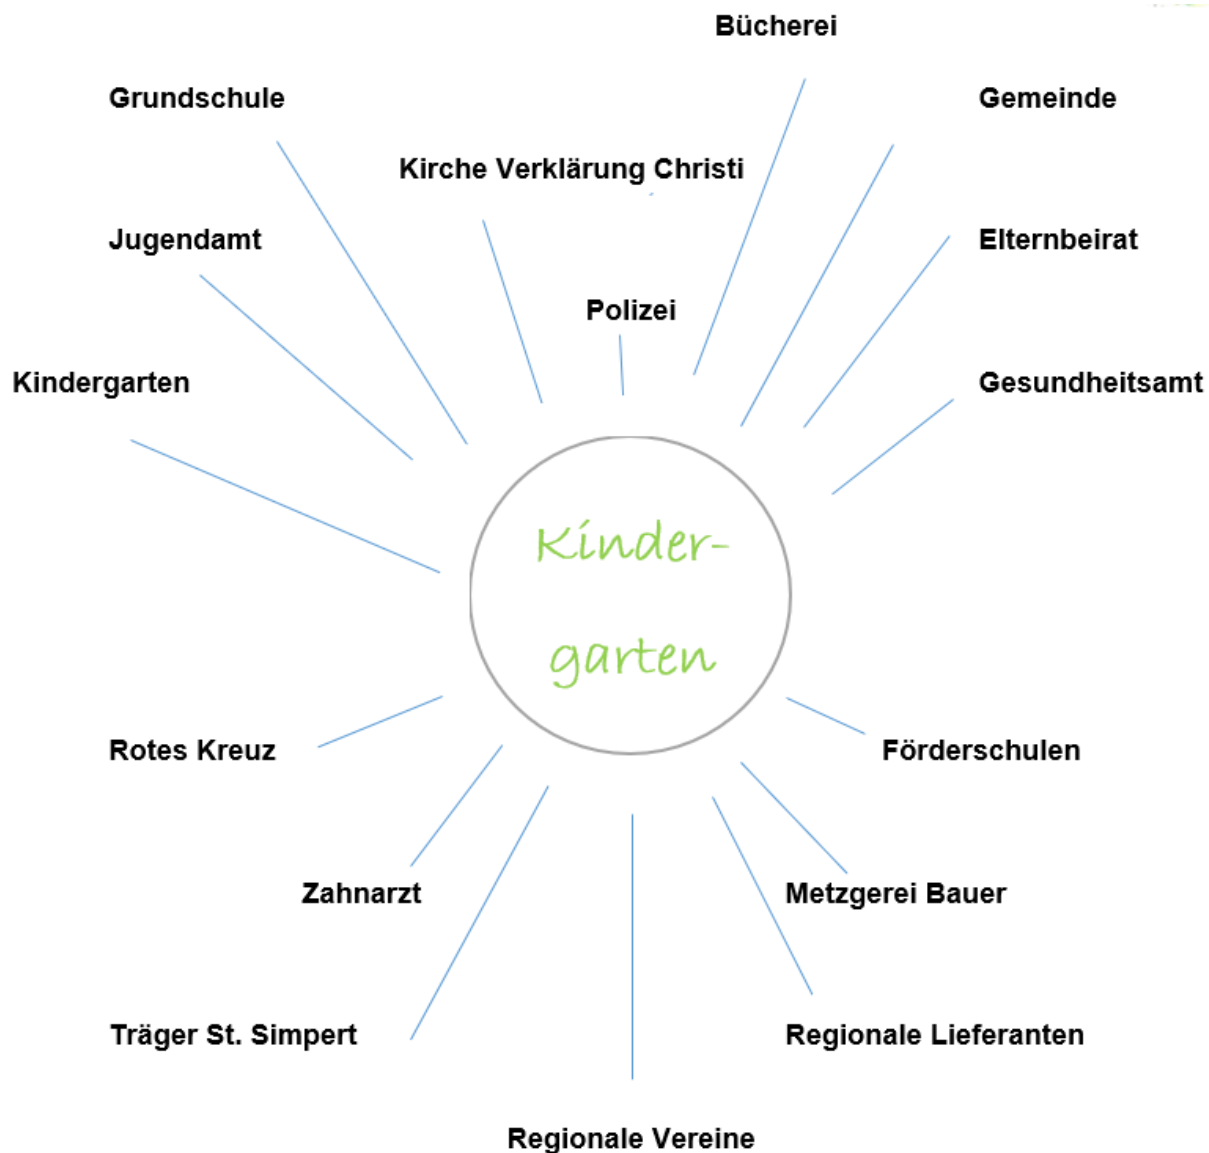 Bücherei
Grundschule
Gemeinde
Kirche Verklärung Christi
Jugendamt
Elternbeirat
Polizei
Kindergarten
Gesundheitsamt
Kinder-
garten
Rotes Kreuz
Förderschulen
Zahnarzt
Metzgerei Bauer
Träger St. Simpert
Regionale Lieferanten
Regionale Vereine